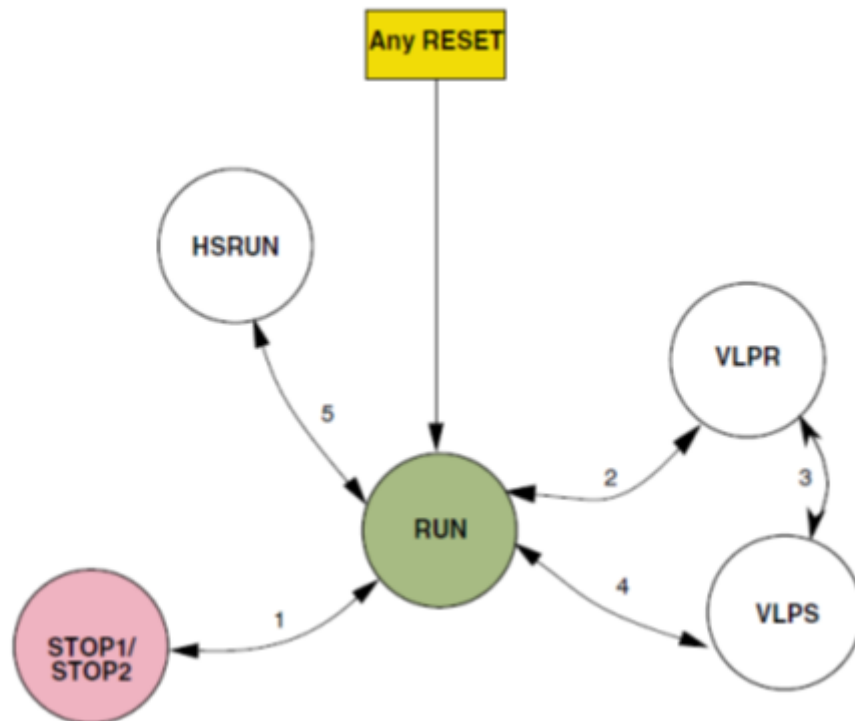 Any RESET
HSRUN
VLPR
5
2
3
RUN
4
VLPS
1
STOP1/
STOP2